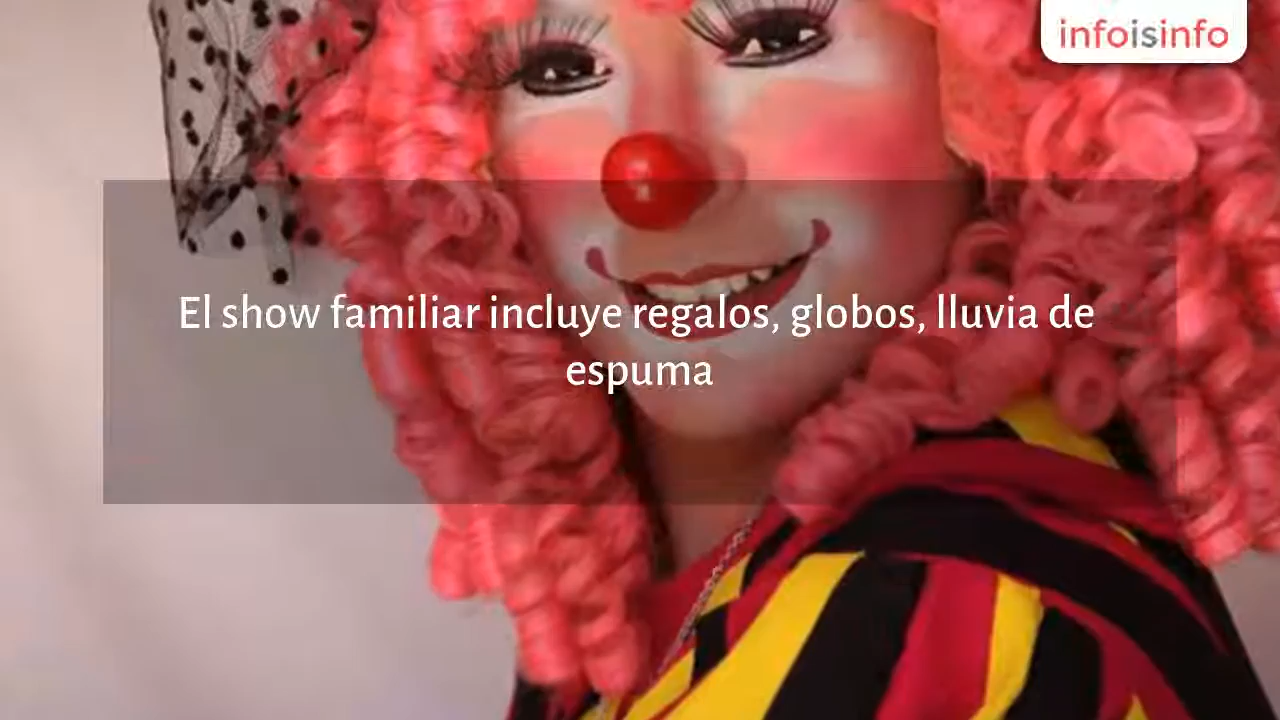 infoisinfo
El show familiar incluye regalos, globos, lluvia de
espuma